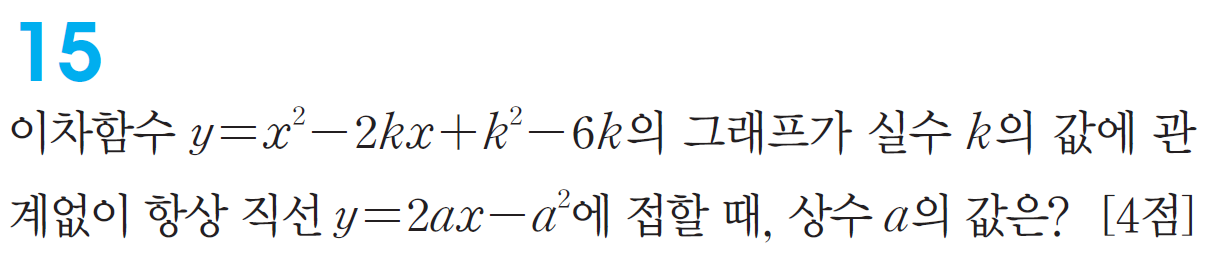 15
이차함수 y=x²-2kx+k²-6k의 그래프가 실수 k의 값에 관
계없이 항상 직선 y=2ax-a²에 접할 때, 상수 a의 값은? [4점]